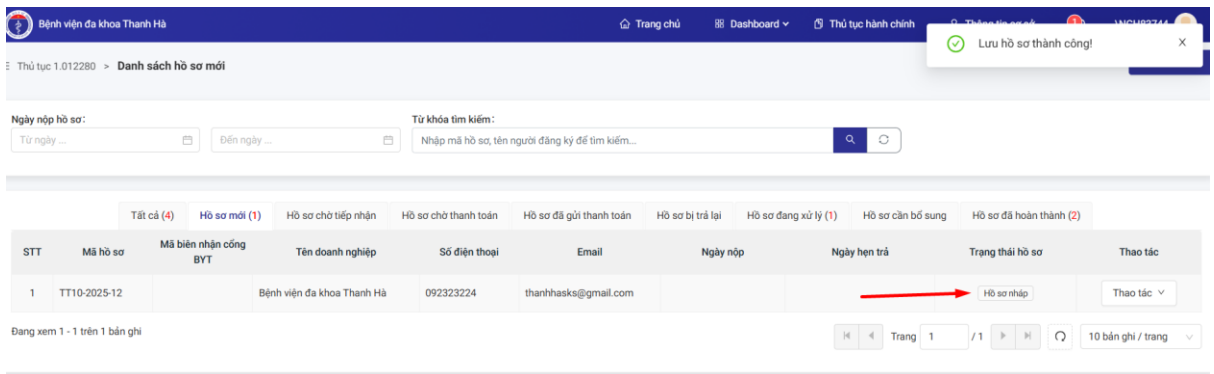 Bệnh viện đa khoa Thanh Hà
Trang chủ
Dashboard
Thủ tục hành chính
1
Lưu hồ sơ thành công!
Thủ tục 1.012280 > Danh sách hồ sơ mới
Ngày nộp hồ sơ:
Từ khóa tìm kiếm:
Từ ngày ...
Đến ngày ...
Nhập mã hồ sơ, tên người đăng ký để tìm kiếm...
Tất cả (4)
Hồ sơ mới (1)
Hồ sơ chờ tiếp nhận
Hồ sơ chờ thanh toán
Hồ sơ đã gửi thanh toán
Hồ sơ bị trả lại
Hồ sơ đang xử lý (1)
Hồ sơ cần bổ sung
Hồ sơ đã hoàn thành (2)
STT
Mã hồ sơ
Mã biên nhận cổng
BYT
Tên doanh nghiệp
Số điện thoại
Email
Ngày nộp
Ngày hẹn trả
Trạng thái hồ sơ
Thao tác
1
TT10-2025-12
Bệnh viện đa khoa Thanh Hà
092323224
thanhhasks@gmail.com
Hồ sơ nháp
Thao tác
Đang xem 1 - 1 trên 1 bản ghi
Trang 1 / 1
10 bản ghi / trang